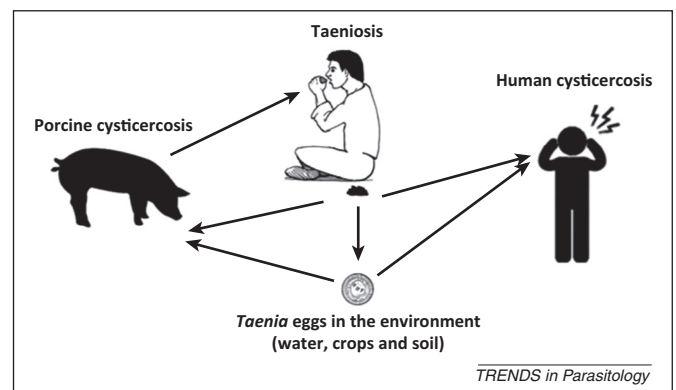 Taeniosis
Human cysticercosis
Porcine cysticercosis
Taenia eggs in the environment
(water, crops and soil)
TRENDS in Parasitology